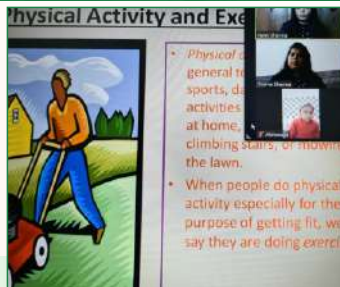 Physical Activity and Exe
• Physical
general te
sports, da
activities
at home,
climbing stairs, or mowin
the lawn.
• When people do physica
activity especially for the
purpose of getting fit, we
say they are doing exerci